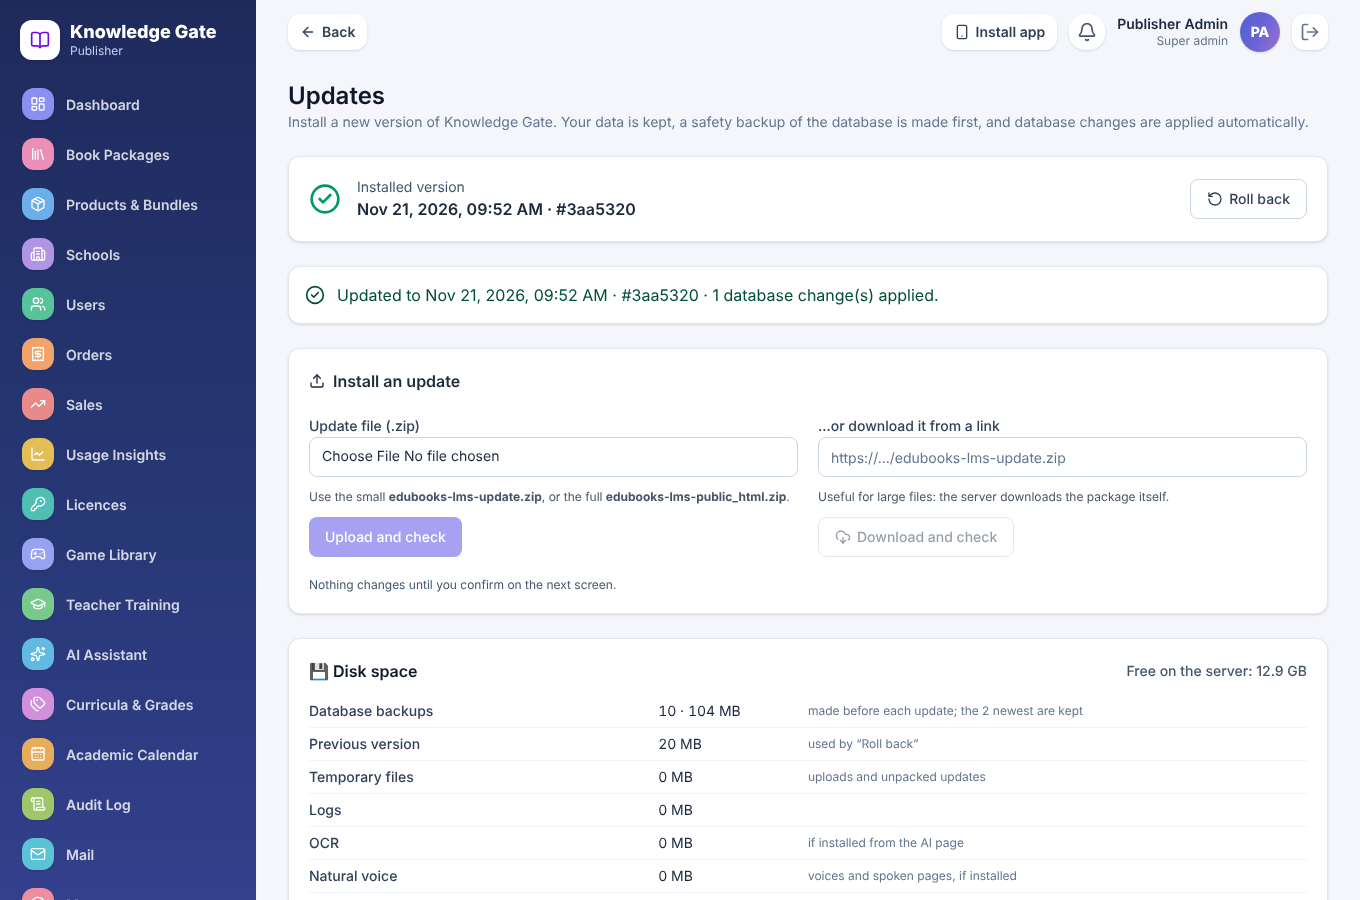 Knowledge Gate
Publisher
Dashboard
Book Packages
Products & Bundles
Schools
Users
Orders
Sales
Usage Insights
Licences
Game Library
Teacher Training
AI Assistant
Curricula & Grades
Academic Calendar
Audit Log
Mail
Back
Install app
Publisher Admin
Super admin
PA
Updates
Install a new version of Knowledge Gate. Your data is kept, a safety backup of the database is made first, and database changes are applied automatically.
Installed version
Nov 21, 2026, 09:52 AM · #3aa5320
Roll back
Updated to Nov 21, 2026, 09:52 AM · #3aa5320 · 1 database change(s) applied.
Install an update
Update file (.zip)
Choose File No file chosen
Use the small edubooks-lms-update.zip, or the full edubooks-lms-public_html.zip.
Upload and check
...or download it from a link
https://.../edubooks-lms-update.zip
Useful for large files: the server downloads the package itself.
Download and check
Nothing changes until you confirm on the next screen.
Disk space
Free on the server: 12.9 GB
Database backups 10 · 104 MB made before each update; the 2 newest are kept
Previous version 20 MB used by “Roll back”
Temporary files 0 MB uploads and unpacked updates
Logs 0 MB
OCR 0 MB if installed from the AI page
Natural voice 0 MB voices and spoken pages, if installed